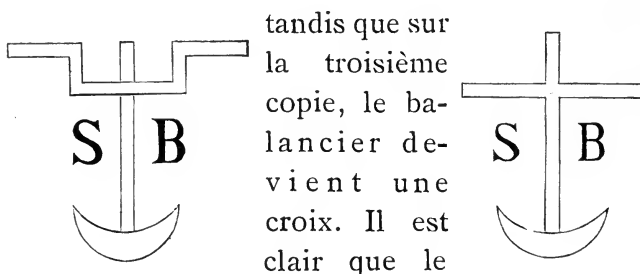 tandis que sur
la troisième
copie, le ba-
lancier de-
vient une
croix. Il est
clair que le
S B
S B